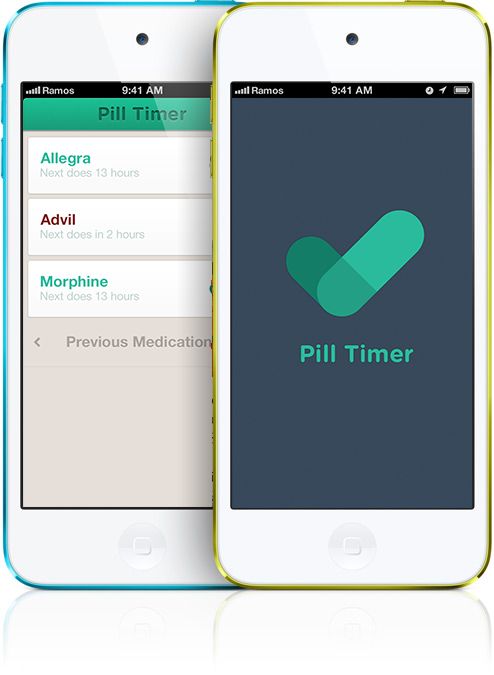 Ramos 9:41 AM
Pill Timer
Allegra
Next does 13 hours
Advil
Next does in 2 hours
Morphine
Next does 13 hours
Previous Medication
Ramos 9:41 AM
Pill Timer